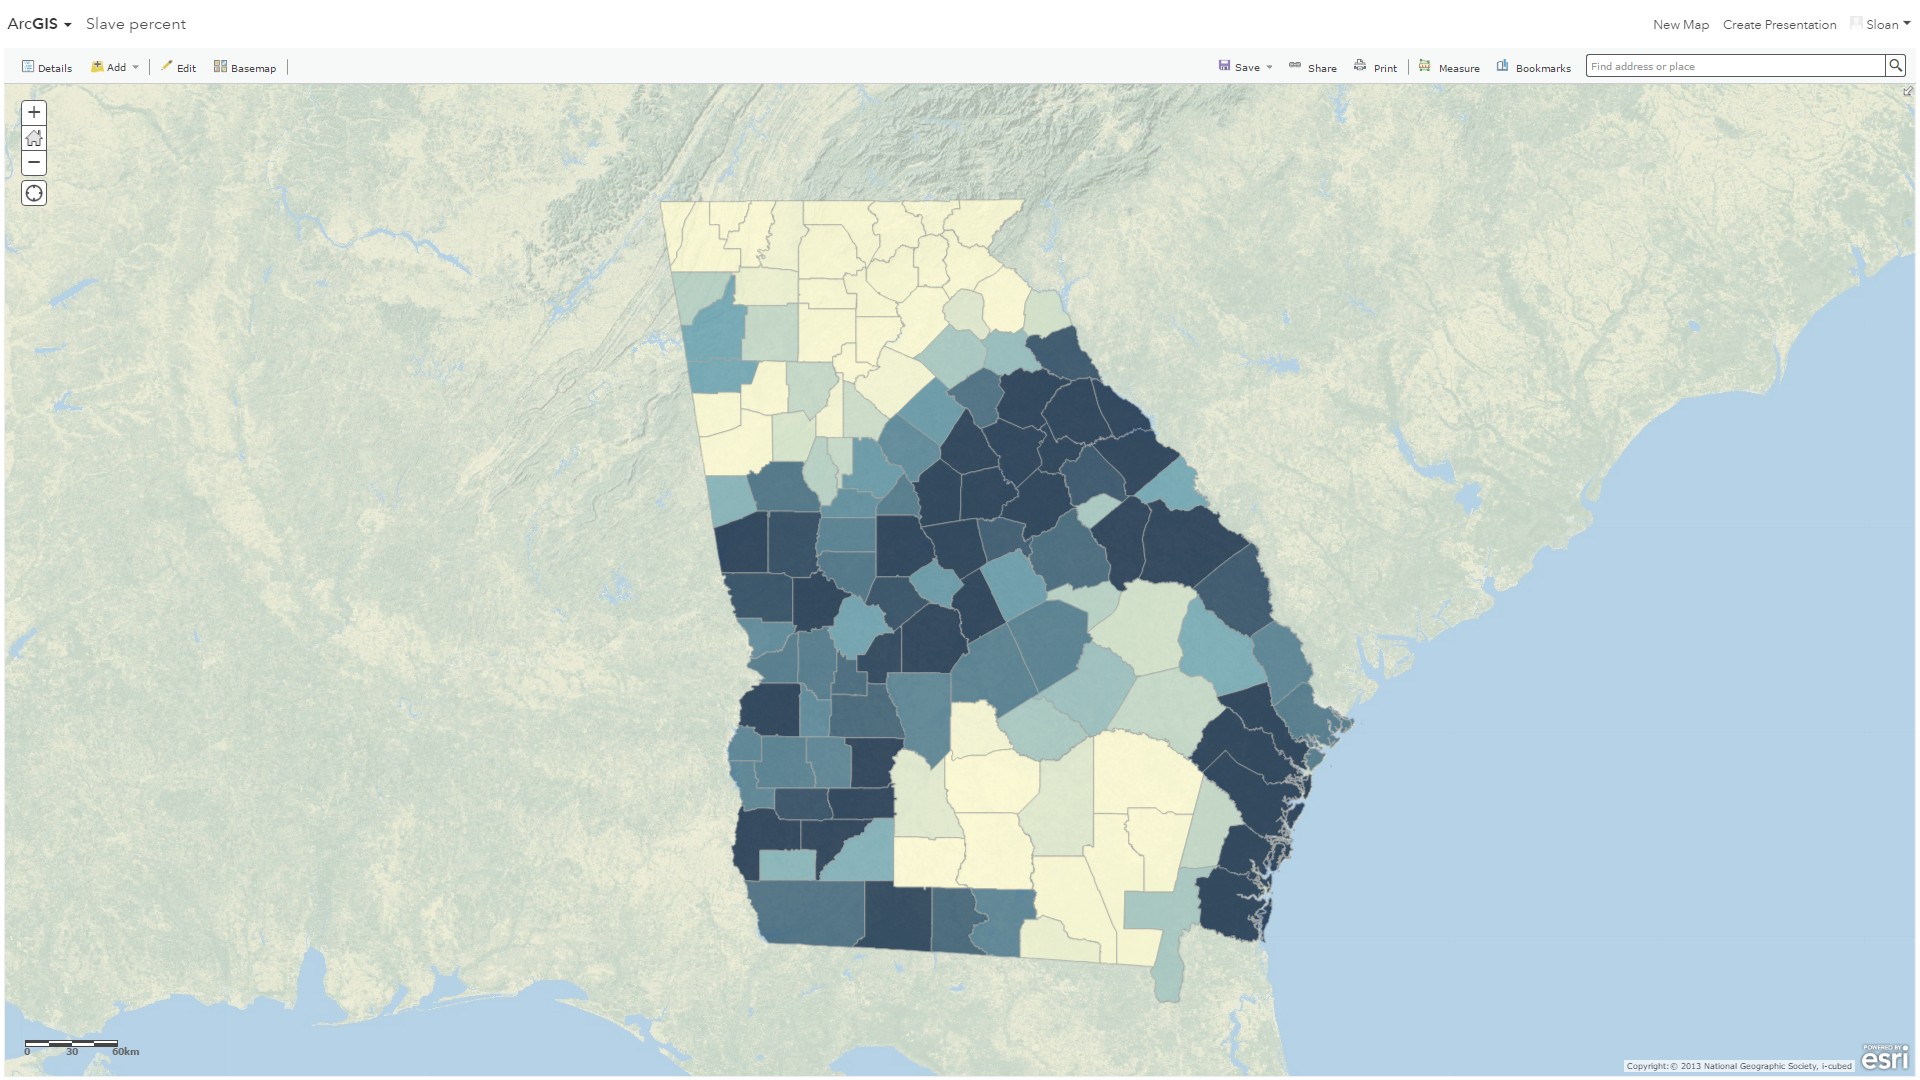 ArcGIS Slave percent New Map Create Presentation Sloan
Details Add Edit Basemap Save Share Print Measure Bookmarks Find address or place
+
−
0 30 60km
Copyright:© 2013 National Geographic Society, i-cubed
POWERED BY
esri